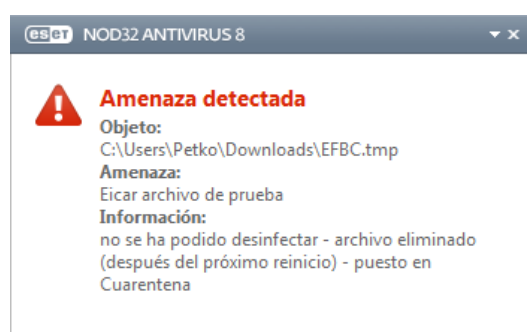 eseT NOD32 ANTIVIRUS 8
Amenaza detectada
Objeto:
C:\Users\Petko\Downloads\EFBC.tmp
Amenaza:
Eicar archivo de prueba
Información:
no se ha podido desinfectar - archivo eliminado
(después del próximo reinicio) - puesto en
Cuarentena